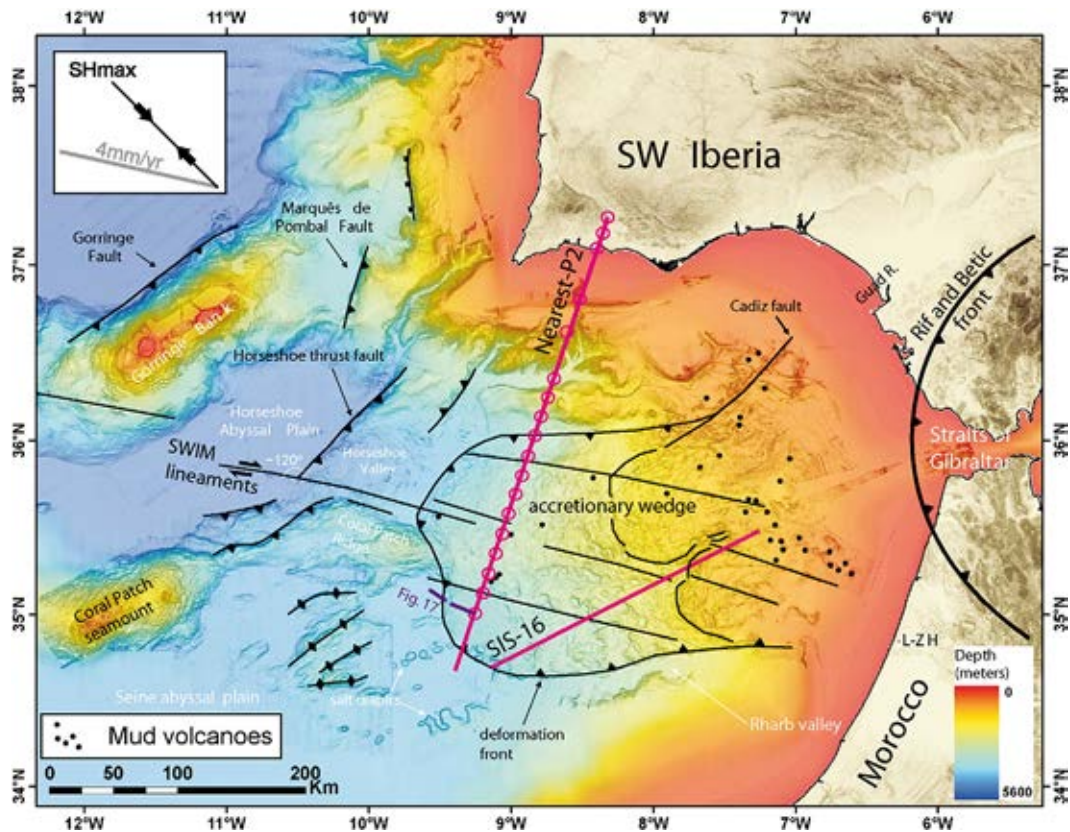 12°W 11°W 10°W 9°W 8°W 7°W 6°W
38°N
37°N
36°N
35°N
34°N
38°N
37°N
36°N
35°N
34°N
SHmax
4mm/yr
SW Iberia
Marquês de
Pombal Fault
Gorringe
Fault
Gorringe Bank
Nearest-P2
Guad R.
Cadiz fault
Rif and Betic
front
Horseshoe thrust fault
Horseshoe
Abyssal Plain
Horseshoe
Valley
SWIM
lineaments
~120°
Straits of
Gibraltar
accretionary wedge
Coral Patch
Ridge
Coral Patch
seamount
Fig. 17
SIS-16
L-Z H
Seine abyssal plain
salt diapirs
deformation
front
Rharb valley
Morocco
Depth
(meters)
0
5600
Mud volcanoes
0 25 50 100 200
Km
12°W 11°W 10°W 9°W 8°W 7°W 6°W